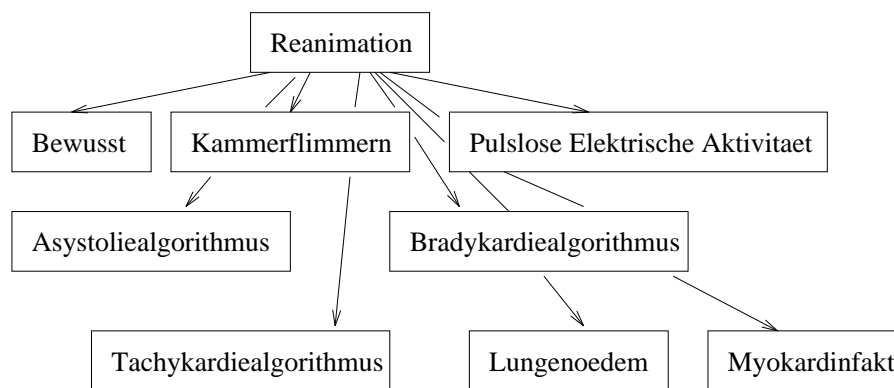 Reanimation
Bewusst
Kammerflimmern
Pulslose Elektrische Aktivitaet
Asystoliealgorithmus
Bradykardiealgorithmus
Tachykardiealgorithmus
Lungenoedem
Myokardinfakt